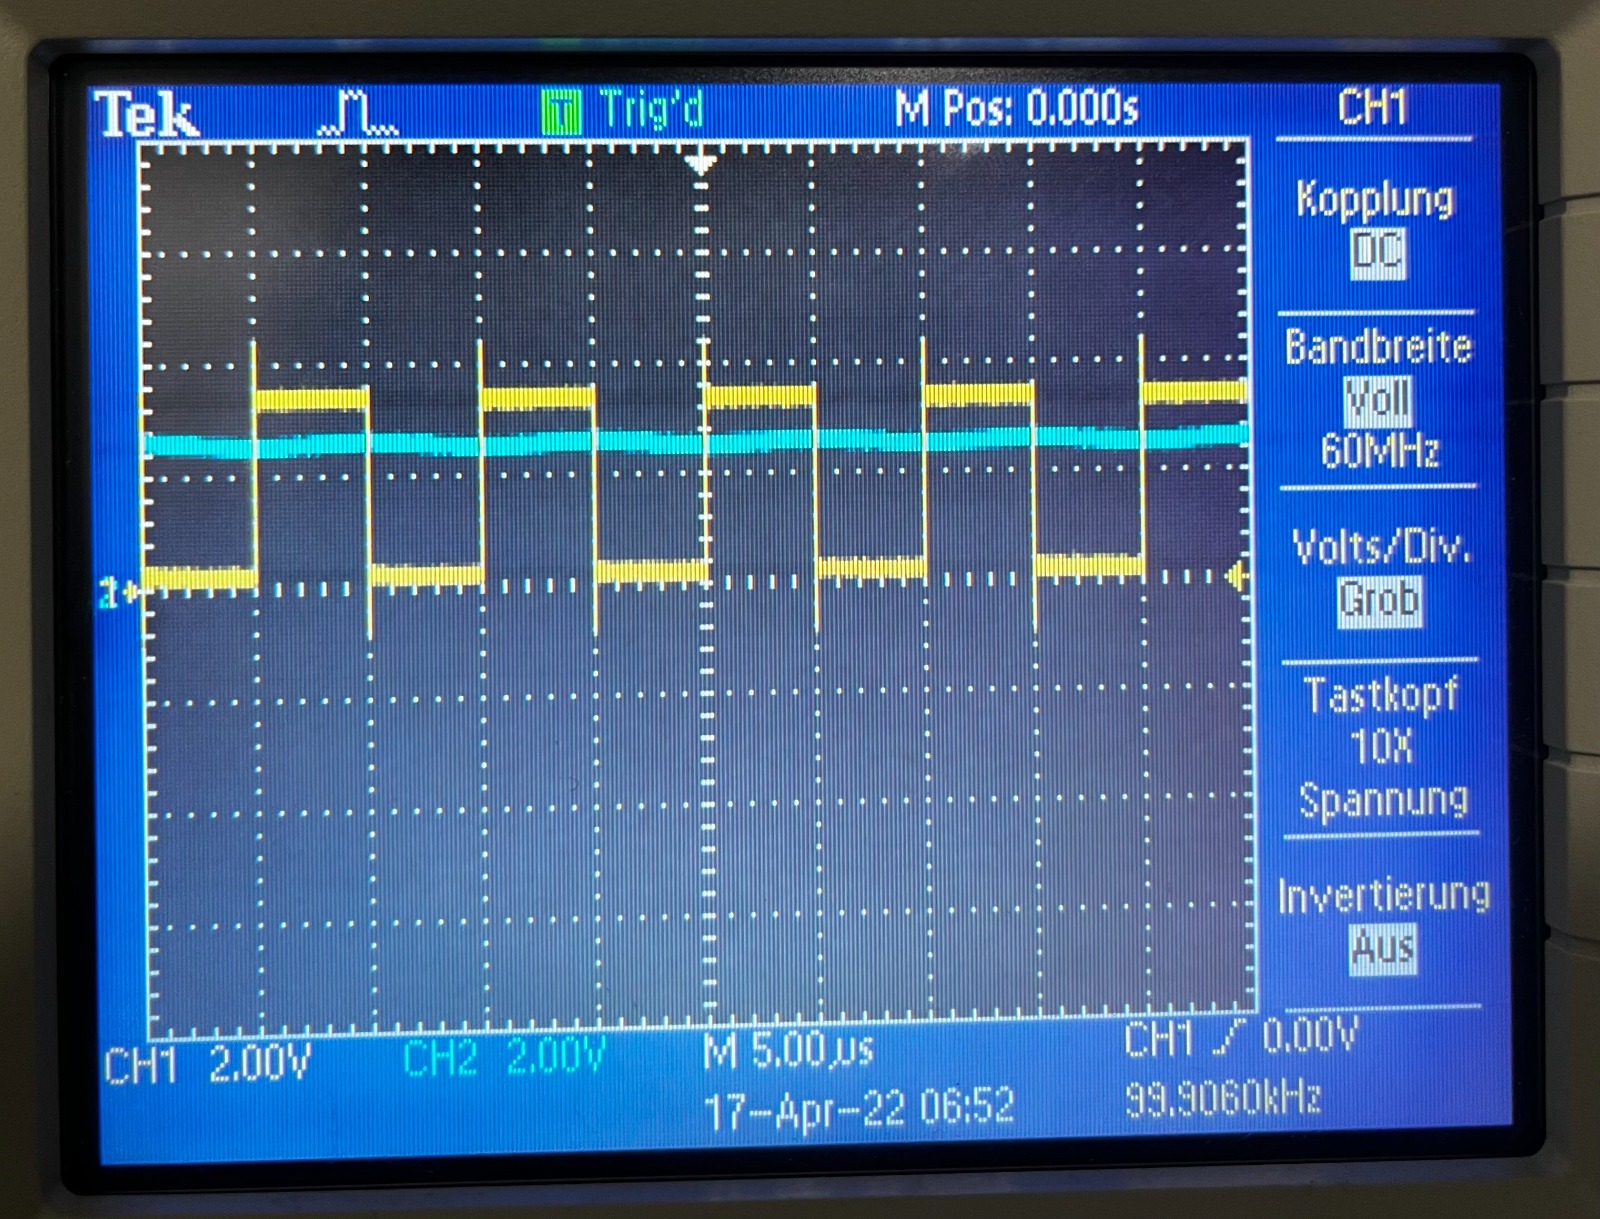 Tek T Trig'd M Pos: 0.000s CH1
Kopplung
DC
Bandbreite
Voll
60MHz
Volts/Div.
Grob
2
Tastkopf
10X
Spannung
Invertierung
Aus
CH1 2.00V CH2 2.00V M 5.00µs CH1 0.00V
17-Apr-22 06:52 99.9060kHz